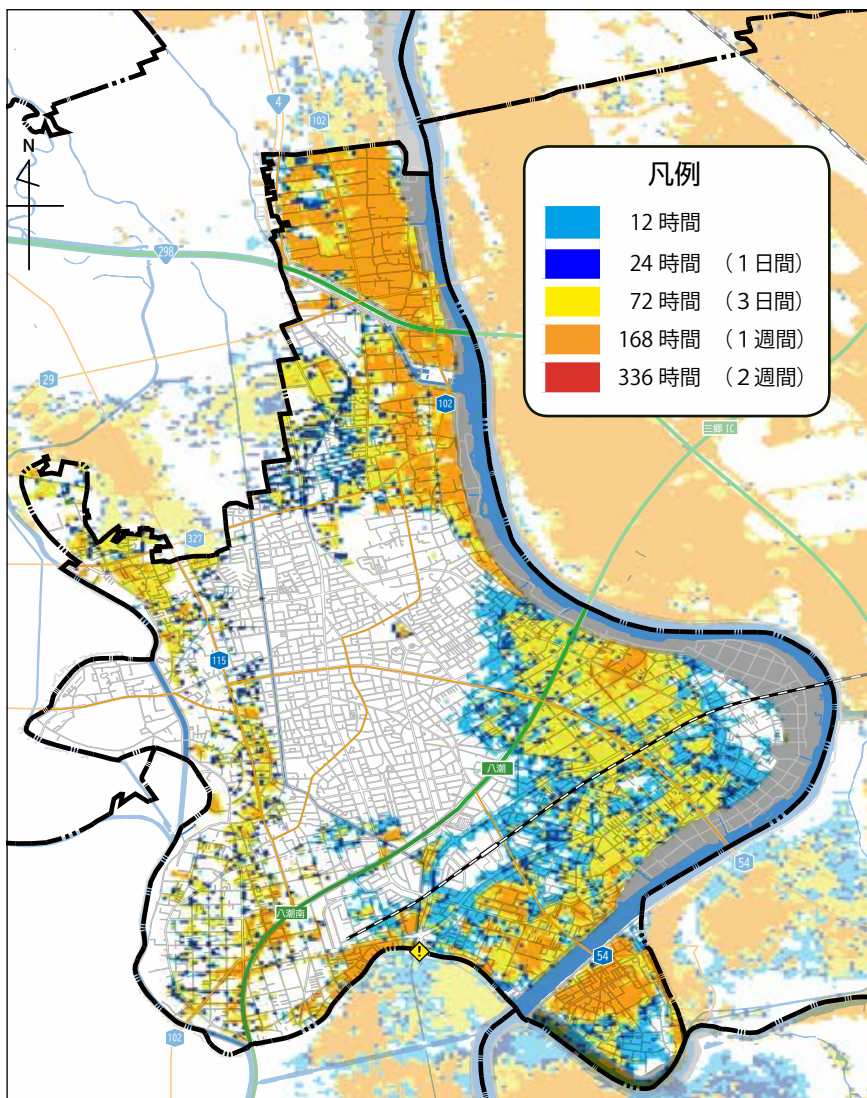 4
102
N
凡例
12 時間
24 時間 （１日間）
72 時間 （３日間）
168 時間 （１週間）
336 時間 （２週間）
298
29
102
三郷 IC
327
115
八潮
54
八潮南
!
54
102